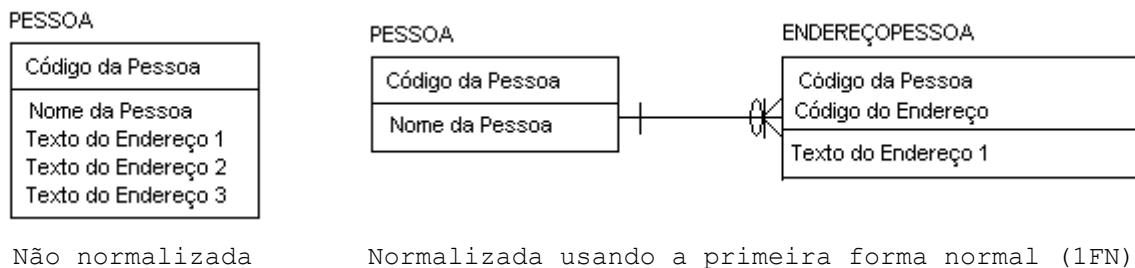 PESSOA
Código da Pessoa
Nome da Pessoa
Texto do Endereço 1
Texto do Endereço 2
Texto do Endereço 3
Não normalizada
PESSOA
Código da Pessoa
Nome da Pessoa
ENDEREÇOPESSOA
Código da Pessoa
Código do Endereço
Texto do Endereço 1
Normalizada usando a primeira forma normal (1FN)